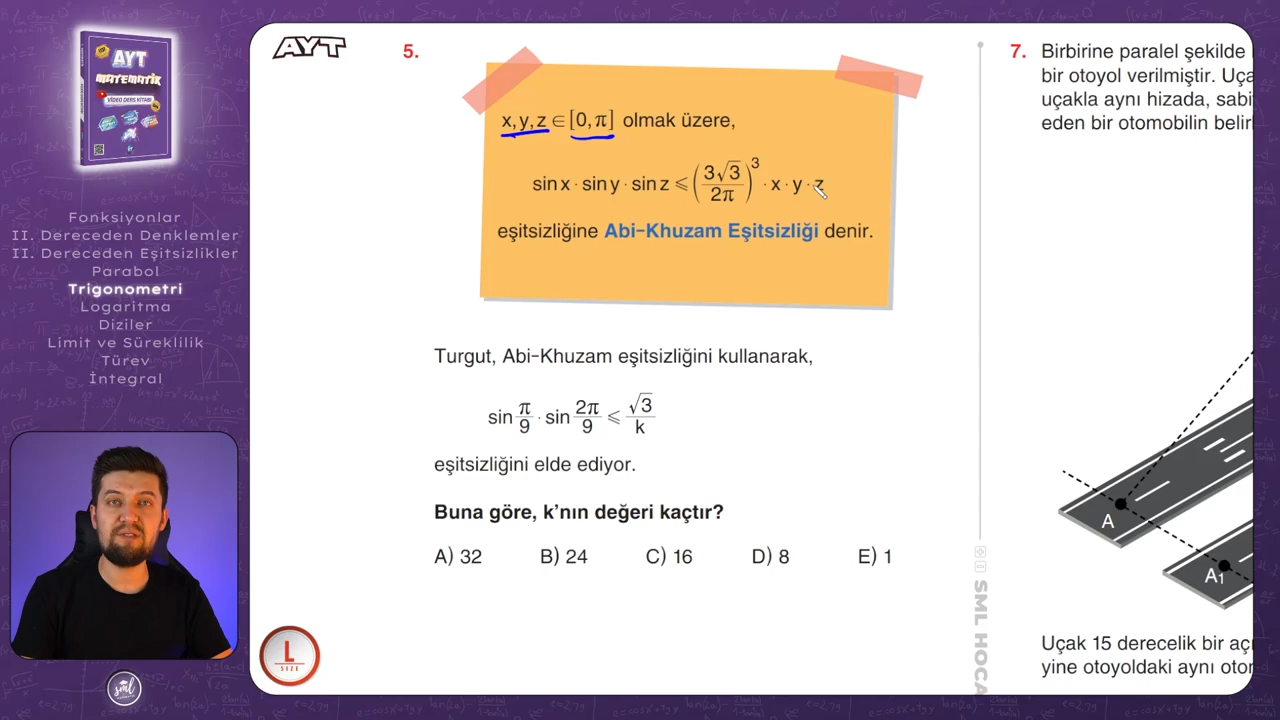 AYT
MATEMATİK
VİDEO DERS KİTABI
Fonksiyonlar
II. Dereceden Denklemler
II. Dereceden Eşitsizlikler
Parabol
Trigonometri
Logaritma
Diziler
Limit ve Süreklilik
Türev
İntegral
sml
AYT
5.
x, y, z ∈ [0, π] olmak üzere,
sin x · sin y · sin z ⩽ (3√3/2π)³ · x · y · z
eşitsizliğine Abi-Khuzam Eşitsizliği denir.
Turgut, Abi-Khuzam eşitsizliğini kullanarak,
sin π/9 · sin 2π/9 ⩽ √3/k
eşitsizliğini elde ediyor.
Buna göre, k'nın değeri kaçtır?
A) 32 B) 24 C) 16 D) 8 E) 1
L
SIZE
SML HOCA
7. Birbirine paralel şekilde
bir otoyol verilmiştir. Uça
uçakla aynı hizada, sabi
eden bir otomobilin belir
A
A₁
Uçak 15 derecelik bir açı
yine otoyoldaki aynı otor